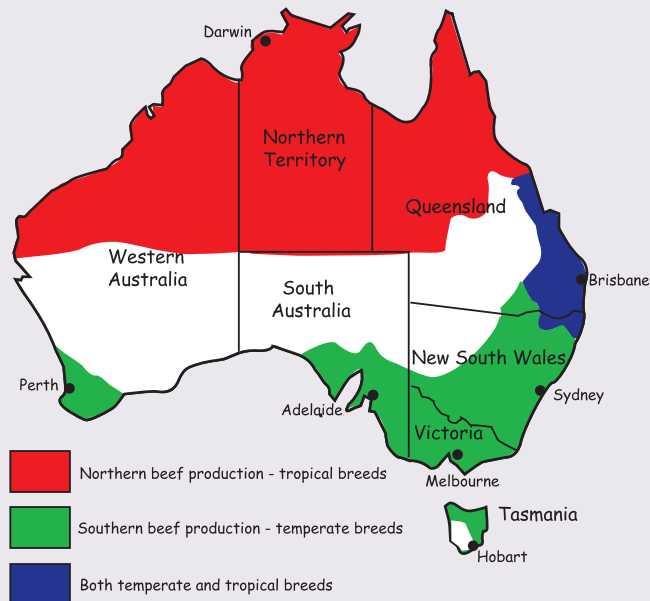 Darwin
Northern
Territory
Queensland
Western
Australia
South
Australia
Brisbane
New South Wales
Perth
Adelaide
Sydney
Victoria
Melbourne
Northern beef production - tropical breeds
Tasmania
Southern beef production - temperate breeds
Hobart
Both temperate and tropical breeds